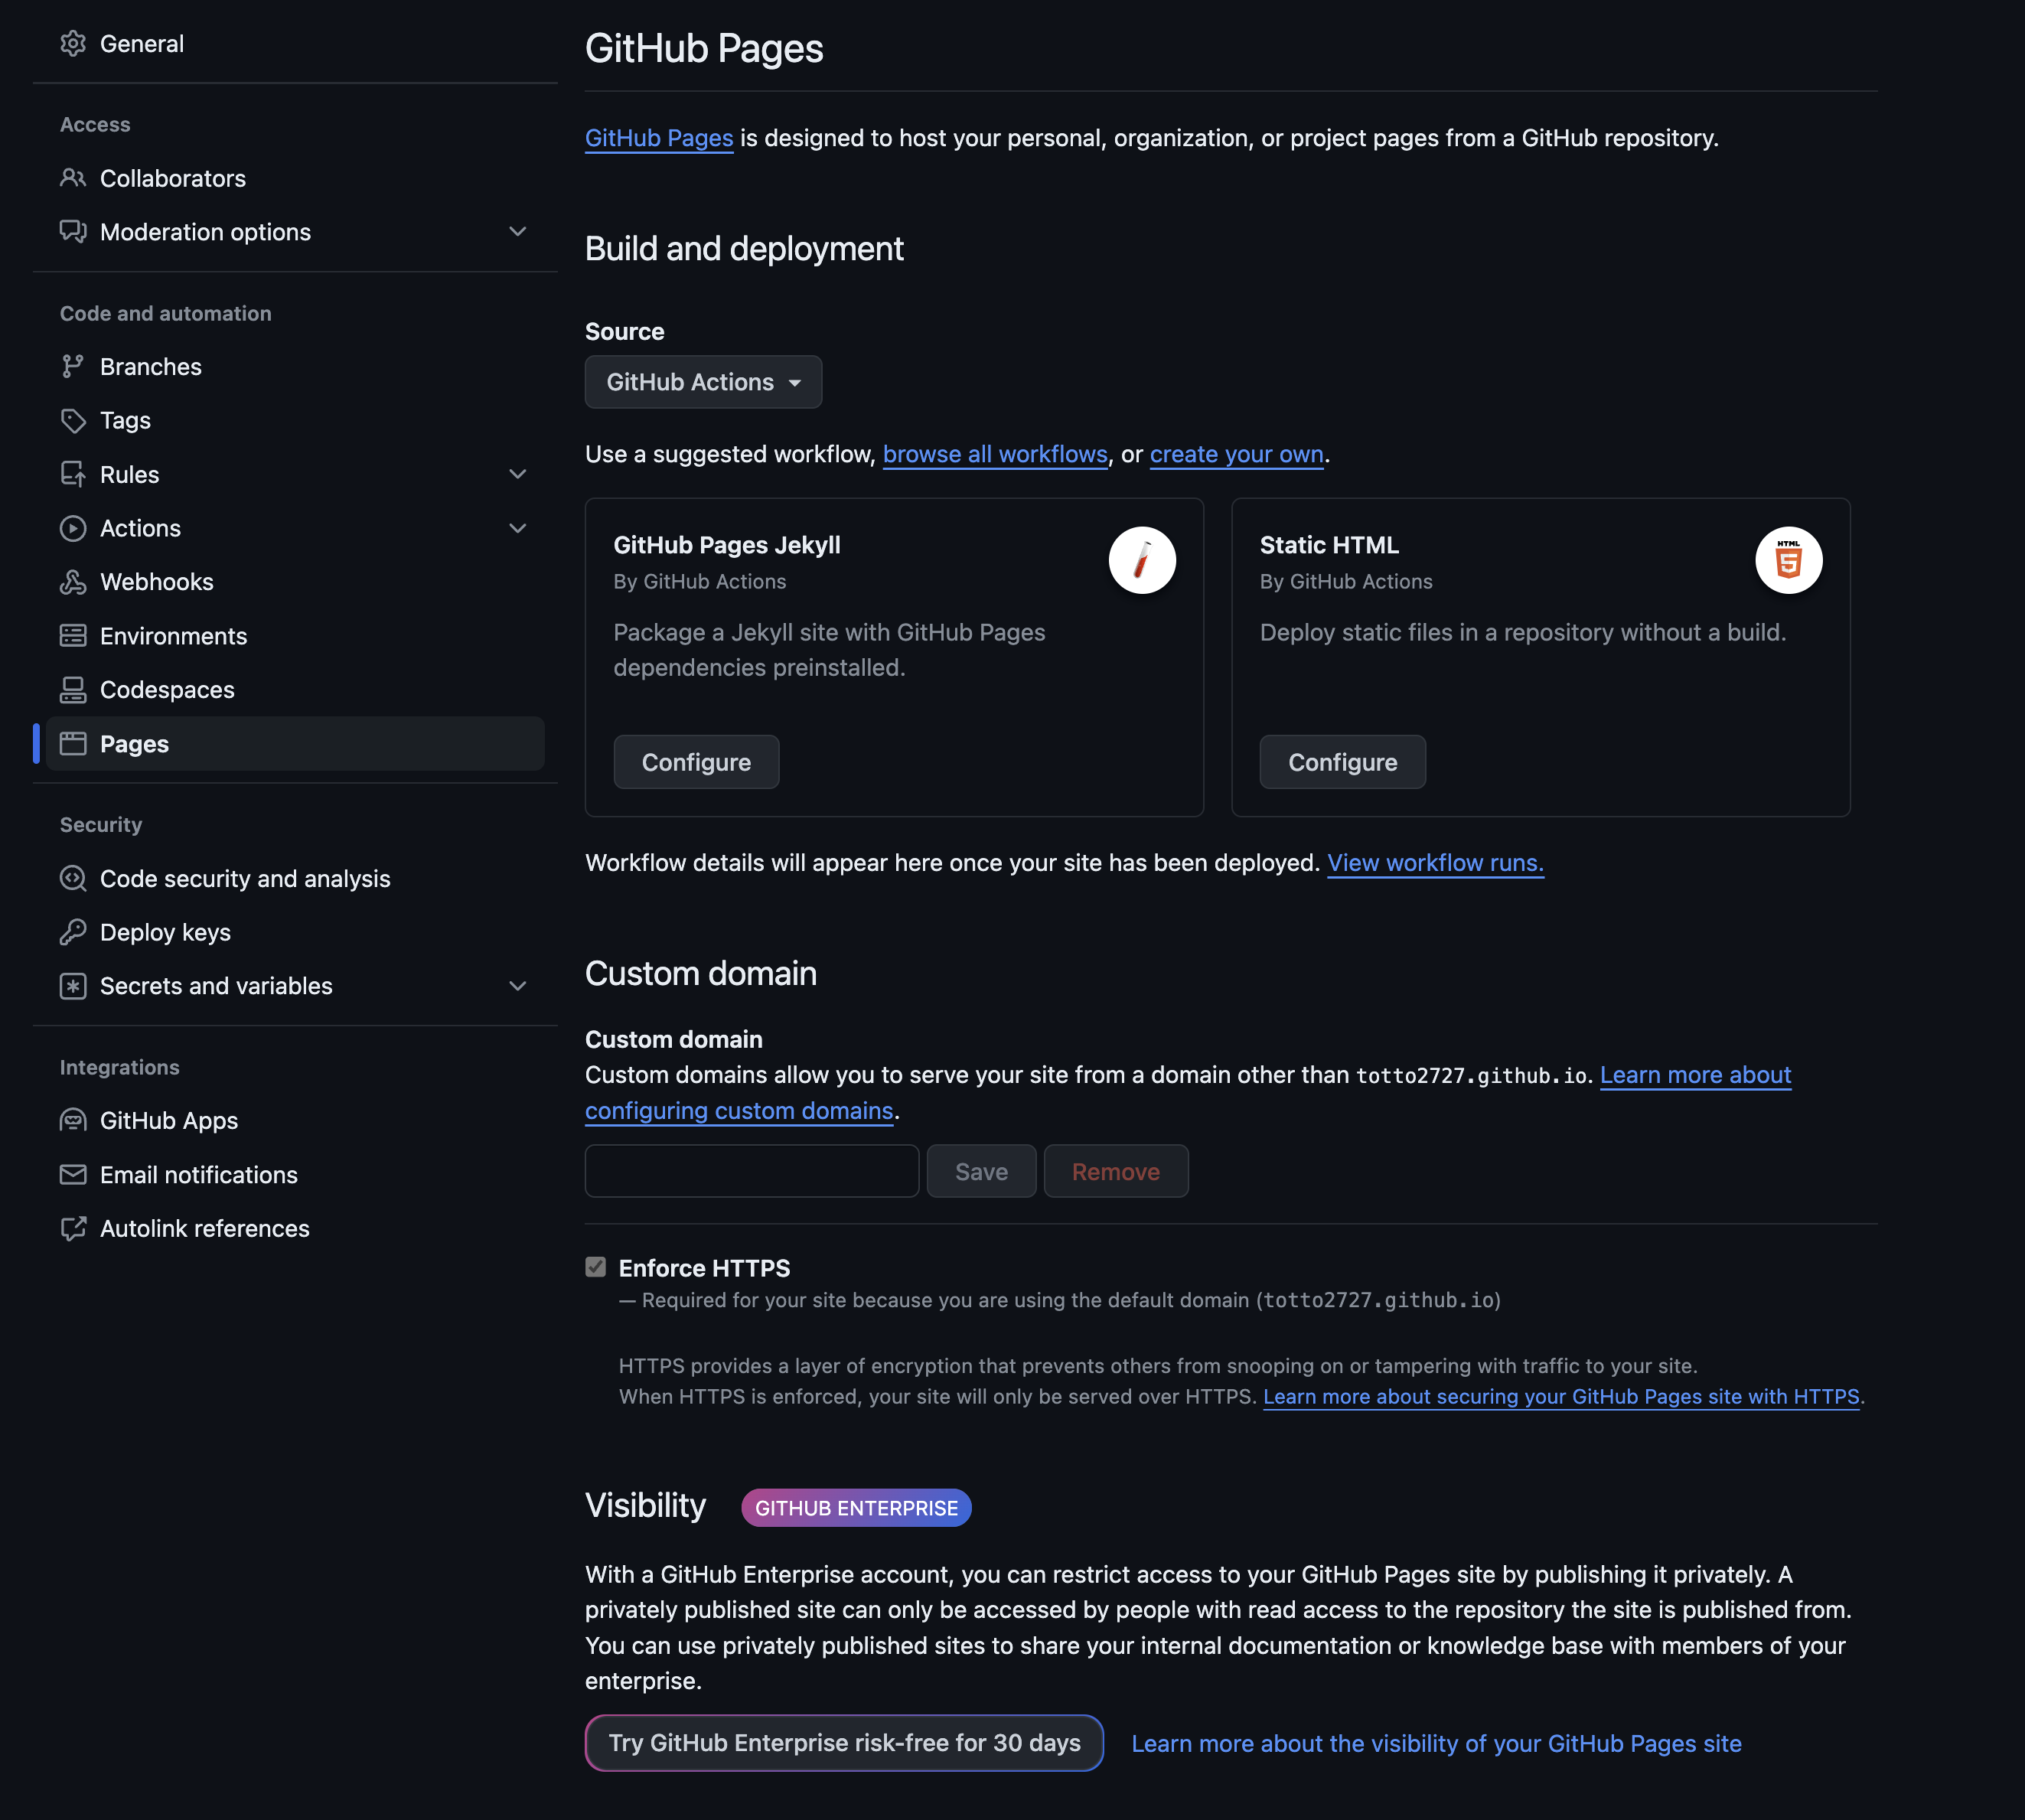 General
Access
Collaborators
Moderation options
Code and automation
Branches
Tags
Rules
Actions
Webhooks
Environments
Codespaces
Pages
Security
Code security and analysis
Deploy keys
Secrets and variables
Integrations
GitHub Apps
Email notifications
Autolink references
GitHub Pages
GitHub Pages is designed to host your personal, organization, or project pages from a GitHub repository.
Build and deployment
Source
GitHub Actions
Use a suggested workflow, browse all workflows, or create your own.
GitHub Pages Jekyll
By GitHub Actions
Package a Jekyll site with GitHub Pages
dependencies preinstalled.
Configure
Static HTML
HTML
5
By GitHub Actions
Deploy static files in a repository without a build.
Configure
Workflow details will appear here once your site has been deployed. View workflow runs.
Custom domain
Custom domain
Custom domains allow you to serve your site from a domain other than totto2727.github.io. Learn more about
configuring custom domains.
Save Remove
Enforce HTTPS
— Required for your site because you are using the default domain (totto2727.github.io)
HTTPS provides a layer of encryption that prevents others from snooping on or tampering with traffic to your site.
When HTTPS is enforced, your site will only be served over HTTPS. Learn more about securing your GitHub Pages site with HTTPS.
Visibility GITHUB ENTERPRISE
With a GitHub Enterprise account, you can restrict access to your GitHub Pages site by publishing it privately. A
privately published site can only be accessed by people with read access to the repository the site is published from.
You can use privately published sites to share your internal documentation or knowledge base with members of your
enterprise.
Try GitHub Enterprise risk-free for 30 days Learn more about the visibility of your GitHub Pages site